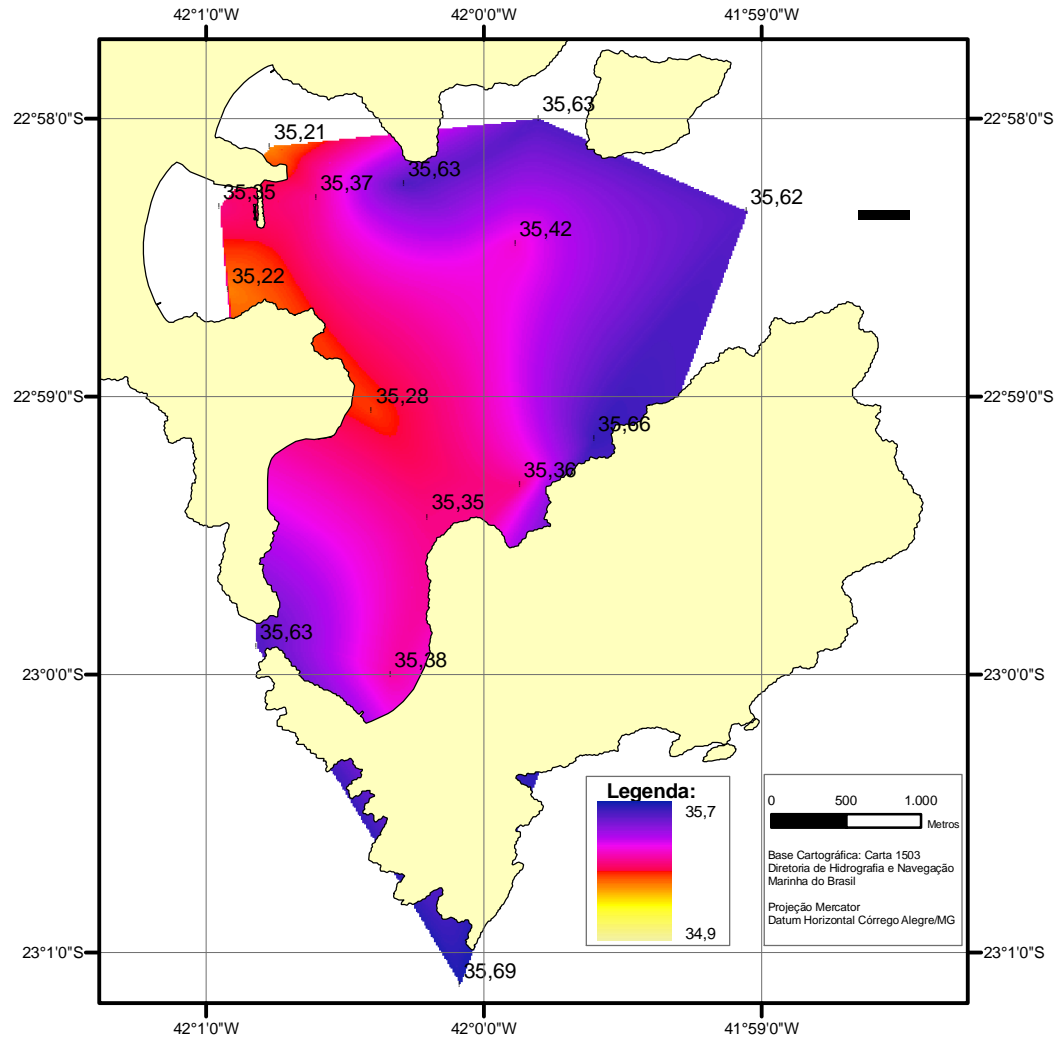 42°1'0"W 42°0'0"W 41°59'0"W
35,63
22°58'0"S 22°58'0"S
35,21
35,63
35,37
35,35 35,62
35,42
35,22
22°59'0"S 35,28 22°59'0"S
35,66
35,36
35,35
35,63
35,38
23°0'0"S 23°0'0"S
Legenda:
35,7
34,9
0 500 1.000
Metros
Base Cartográfica: Carta 1503
Diretoria de Hidrografia e Navegação
Marinha do Brasil
Projeção Mercator
Datum Horizontal Córrego Alegre/MG
23°1'0"S 23°1'0"S
35,69
42°1'0"W 42°0'0"W 41°59'0"W